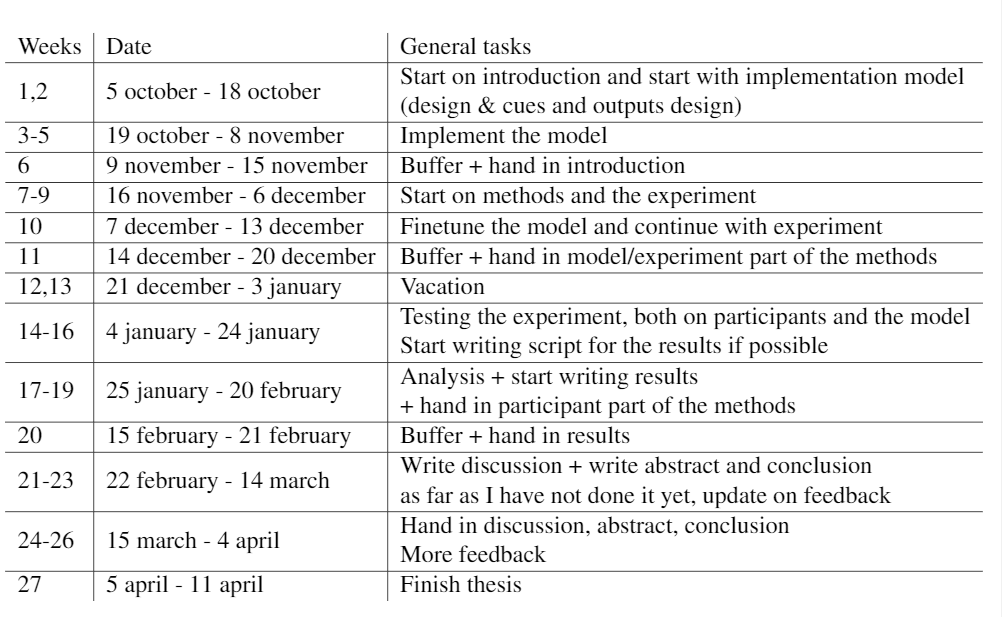 Weeks Date General tasks
1,2 5 october - 18 october Start on introduction and start with implementation model
(design & cues and outputs design)
3-5 19 october - 8 november Implement the model
6 9 november - 15 november Buffer + hand in introduction
7-9 16 november - 6 december Start on methods and the experiment
10 7 december - 13 december Finetune the model and continue with experiment
11 14 december - 20 december Buffer + hand in model/experiment part of the methods
12,13 21 december - 3 january Vacation
14-16 4 january - 24 january Testing the experiment, both on participants and the model
Start writing script for the results if possible
17-19 25 january - 20 february Analysis + start writing results
+ hand in participant part of the methods
20 15 february - 21 february Buffer + hand in results
21-23 22 february - 14 march Write discussion + write abstract and conclusion
as far as I have not done it yet, update on feedback
24-26 15 march - 4 april Hand in discussion, abstract, conclusion
More feedback
27 5 april - 11 april Finish thesis